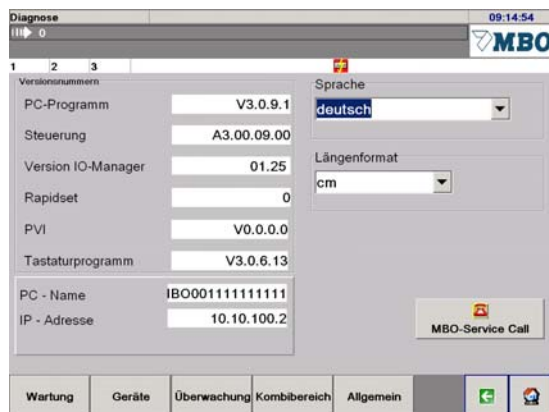 Diagnose
09:14:54
0
MBO
1 2 3
Versionsnummern
PC-Programm V3.0.9.1
Steuerung A3.00.09.00
Version IO-Manager 01.25
Rapidset 0
PVI V0.0.0.0
Tastaturprogramm V3.0.6.13
PC - Name IBO001111111111
IP - Adresse 10.10.100.2
Sprache
deutsch
Längenformat
cm
MBO-Service Call
Wartung Geräte Überwachung Kombibereich Allgemein